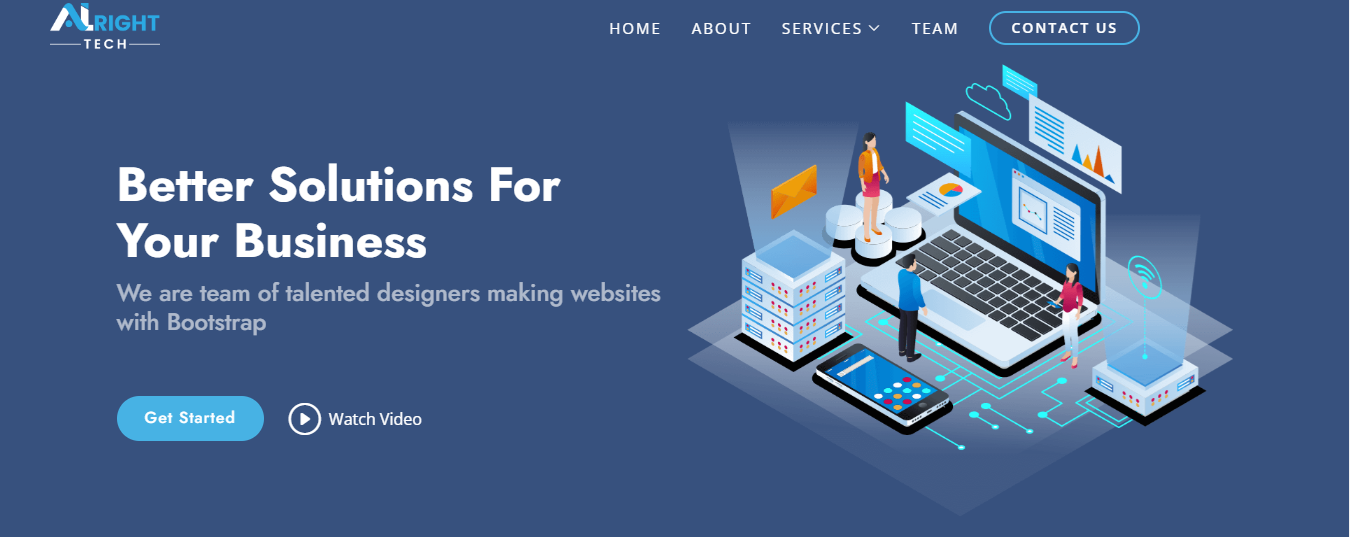 ALRIGHT
TECH
HOME ABOUT SERVICES TEAM CONTACT US
Better Solutions For
Your Business
We are team of talented designers making websites
with Bootstrap
Get Started Watch Video